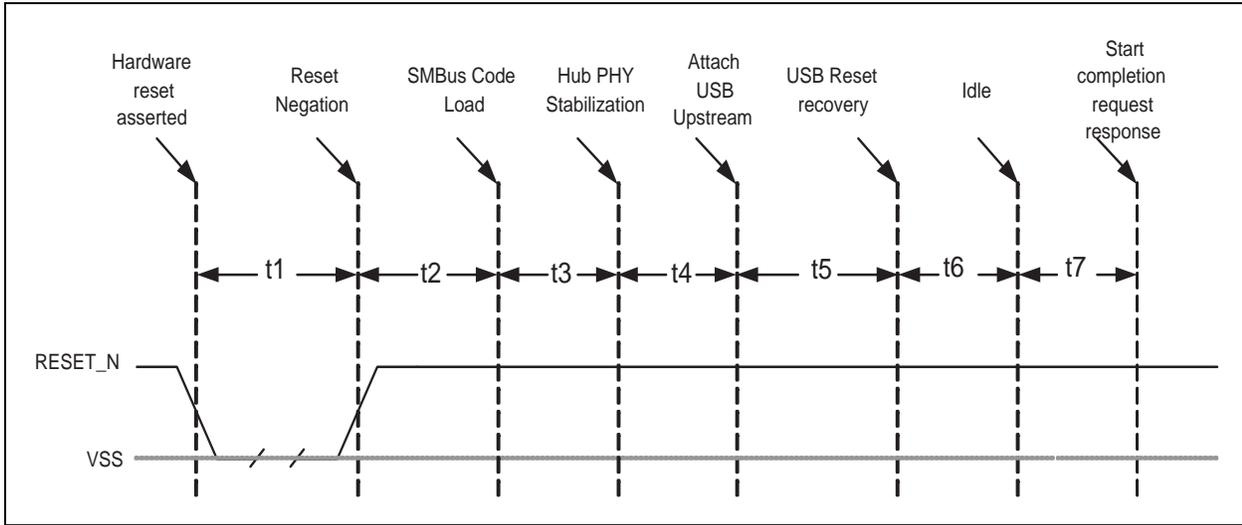 Hardware
reset
asserted
Reset
Negation
SMBus Code
Load
Hub PHY
Stabilization
Attach
USB
Upstream
USB Reset
recovery
Idle
Start
completion
request
response
t1
t2
t3
t4
t5
t6
t7
RESET_N
VSS